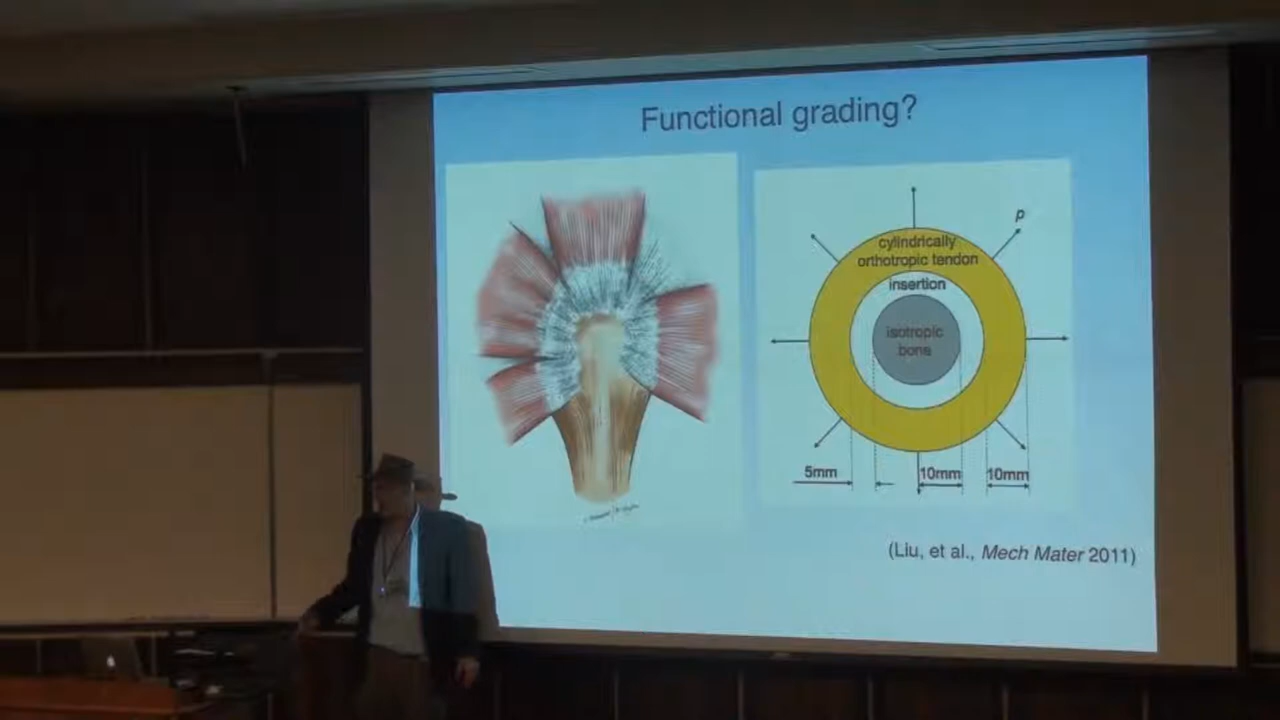 Functional grading?
p
cylindrically
orthotropic tendon
insertion
isotropic
bone
5mm
10mm
10mm
(Liu, et al., Mech Mater 2011)